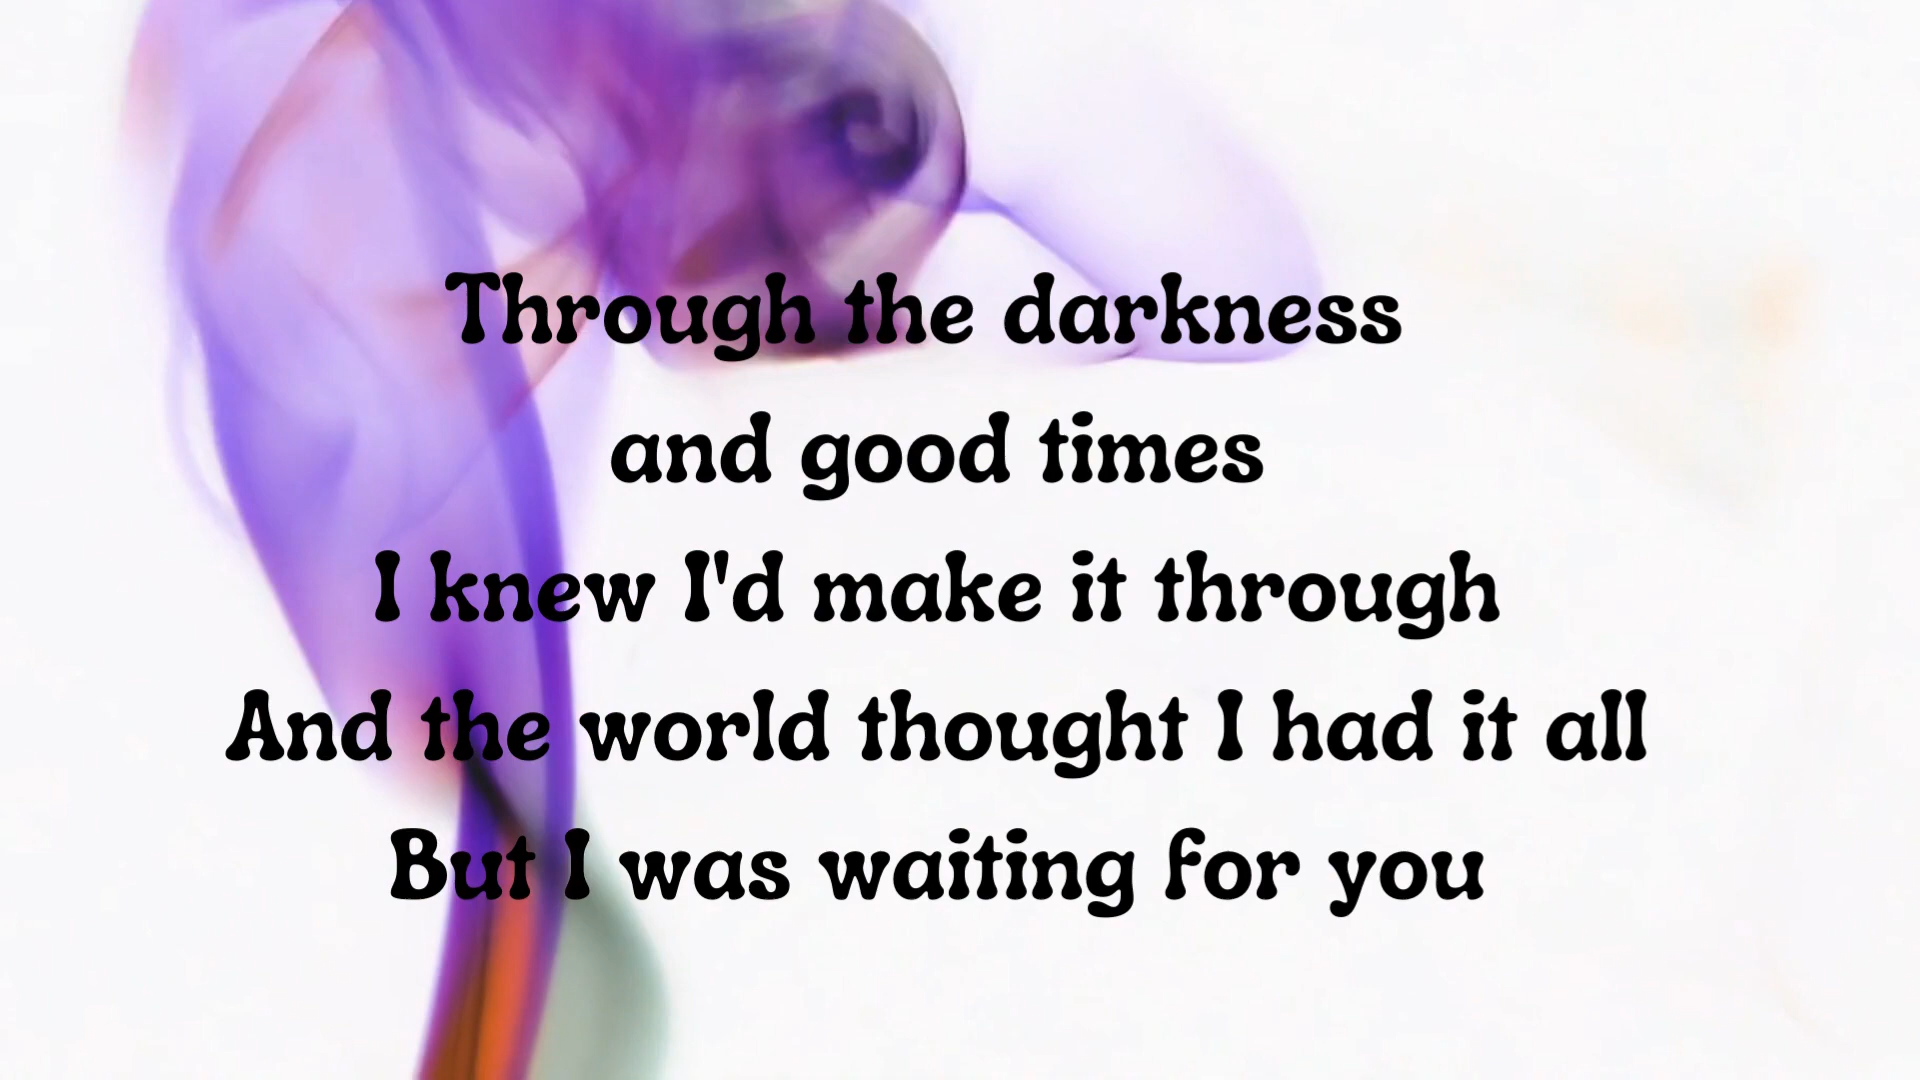 Through the darkness
and good times
I knew I'd make it through
And the world thought I had it all
But I was waiting for you